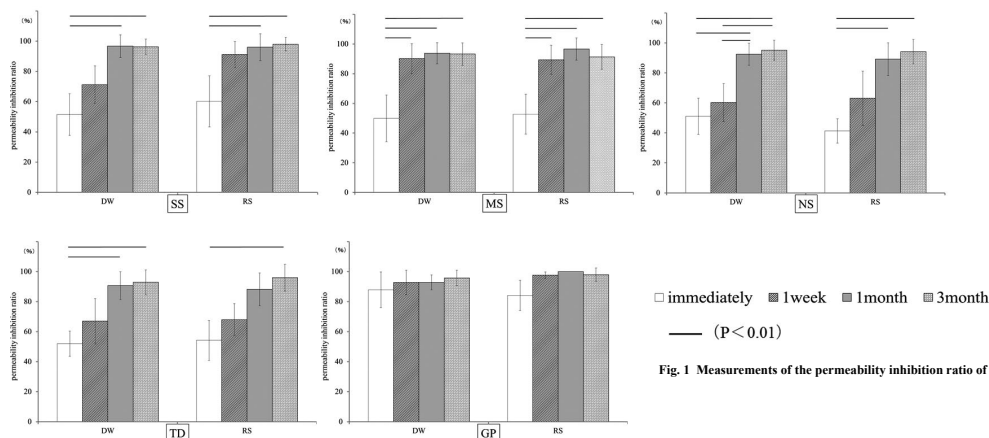 (%)
permeability inhibition ratio
100
80
60
40
20
0
DW
SS
RS
(%)
permeability inhibition ratio
100
80
60
40
20
0
DW
MS
RS
(%)
permeability inhibition ratio
100
80
60
40
20
0
DW
NS
RS
(%)
permeability inhibition ratio
100
80
60
40
20
0
DW
TD
RS
(%)
permeability inhibition ratio
100
80
60
40
20
0
DW
GP
RS
immediately 1week 1month 3month
(P<0.01)
Fig. 1 Measurements of the permeability inhibition ratio of